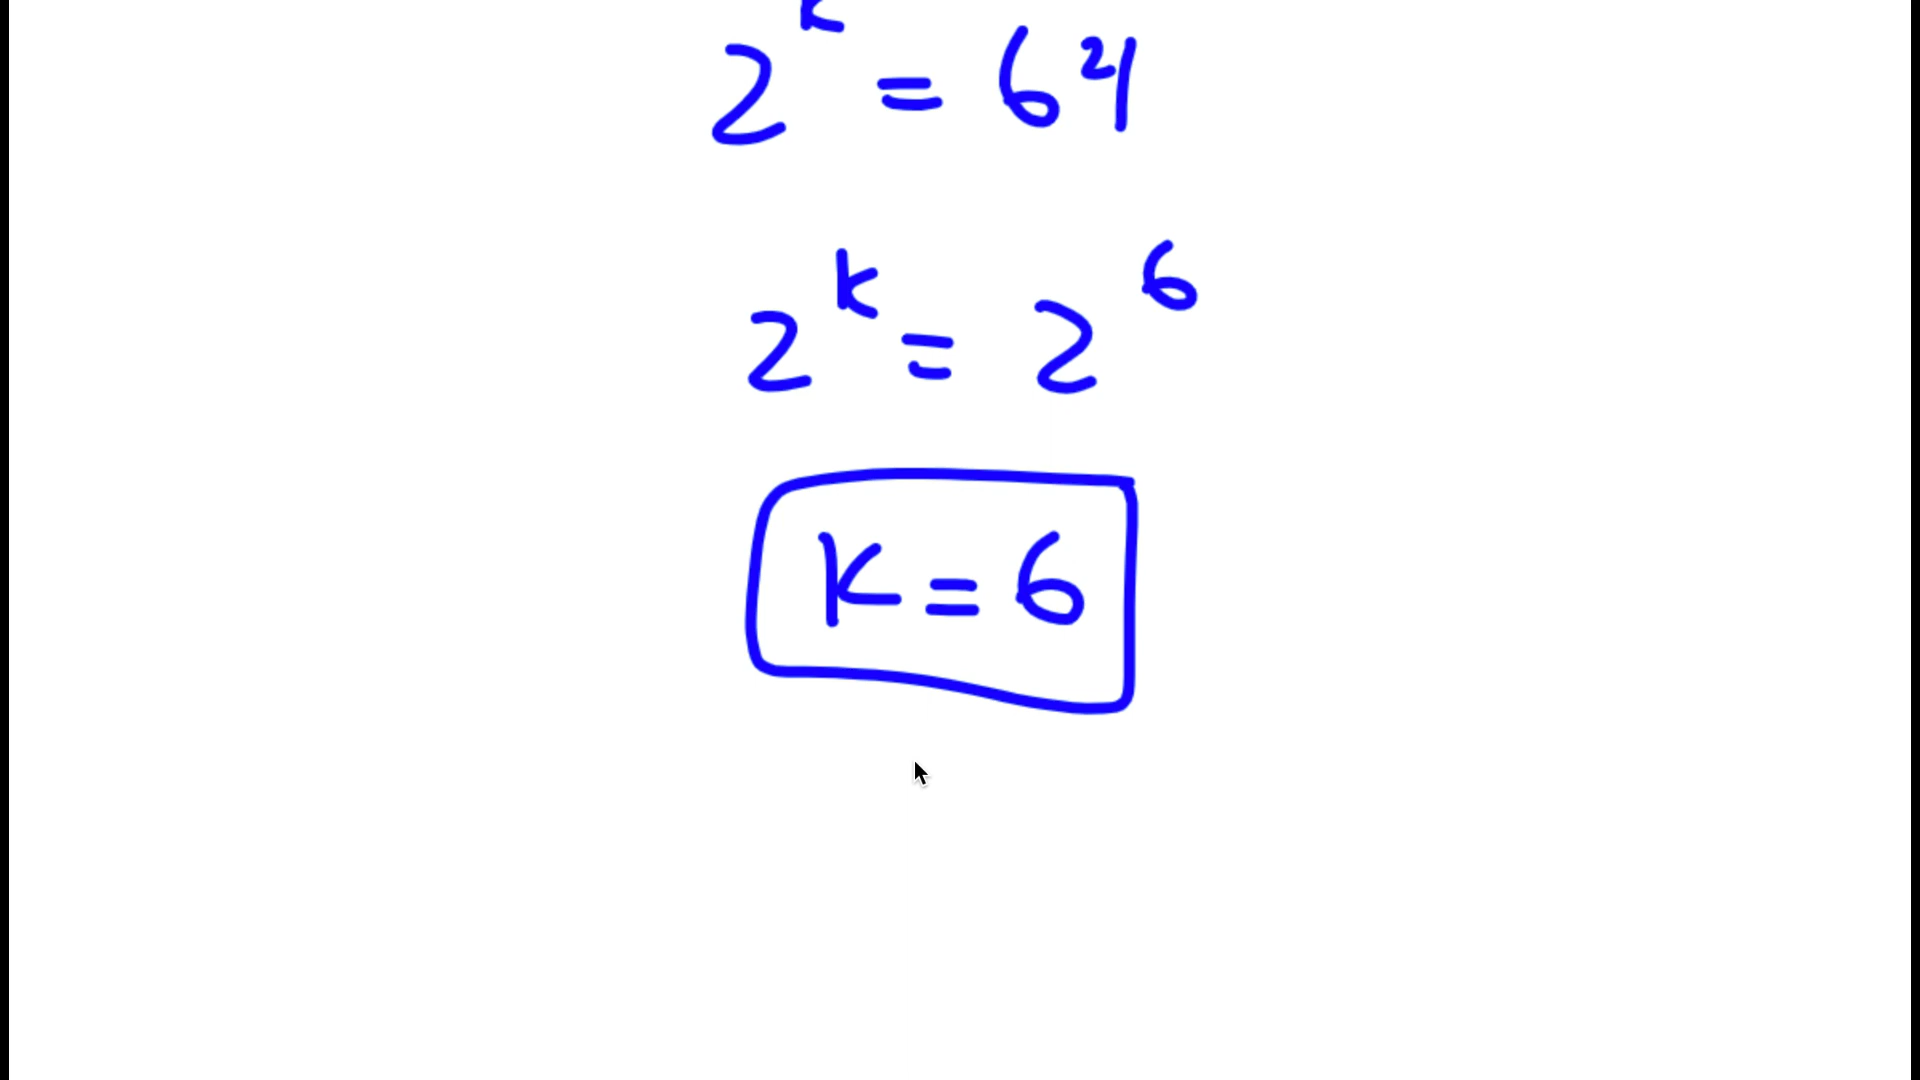 2^k = 64
2^k = 2^6
k = 6